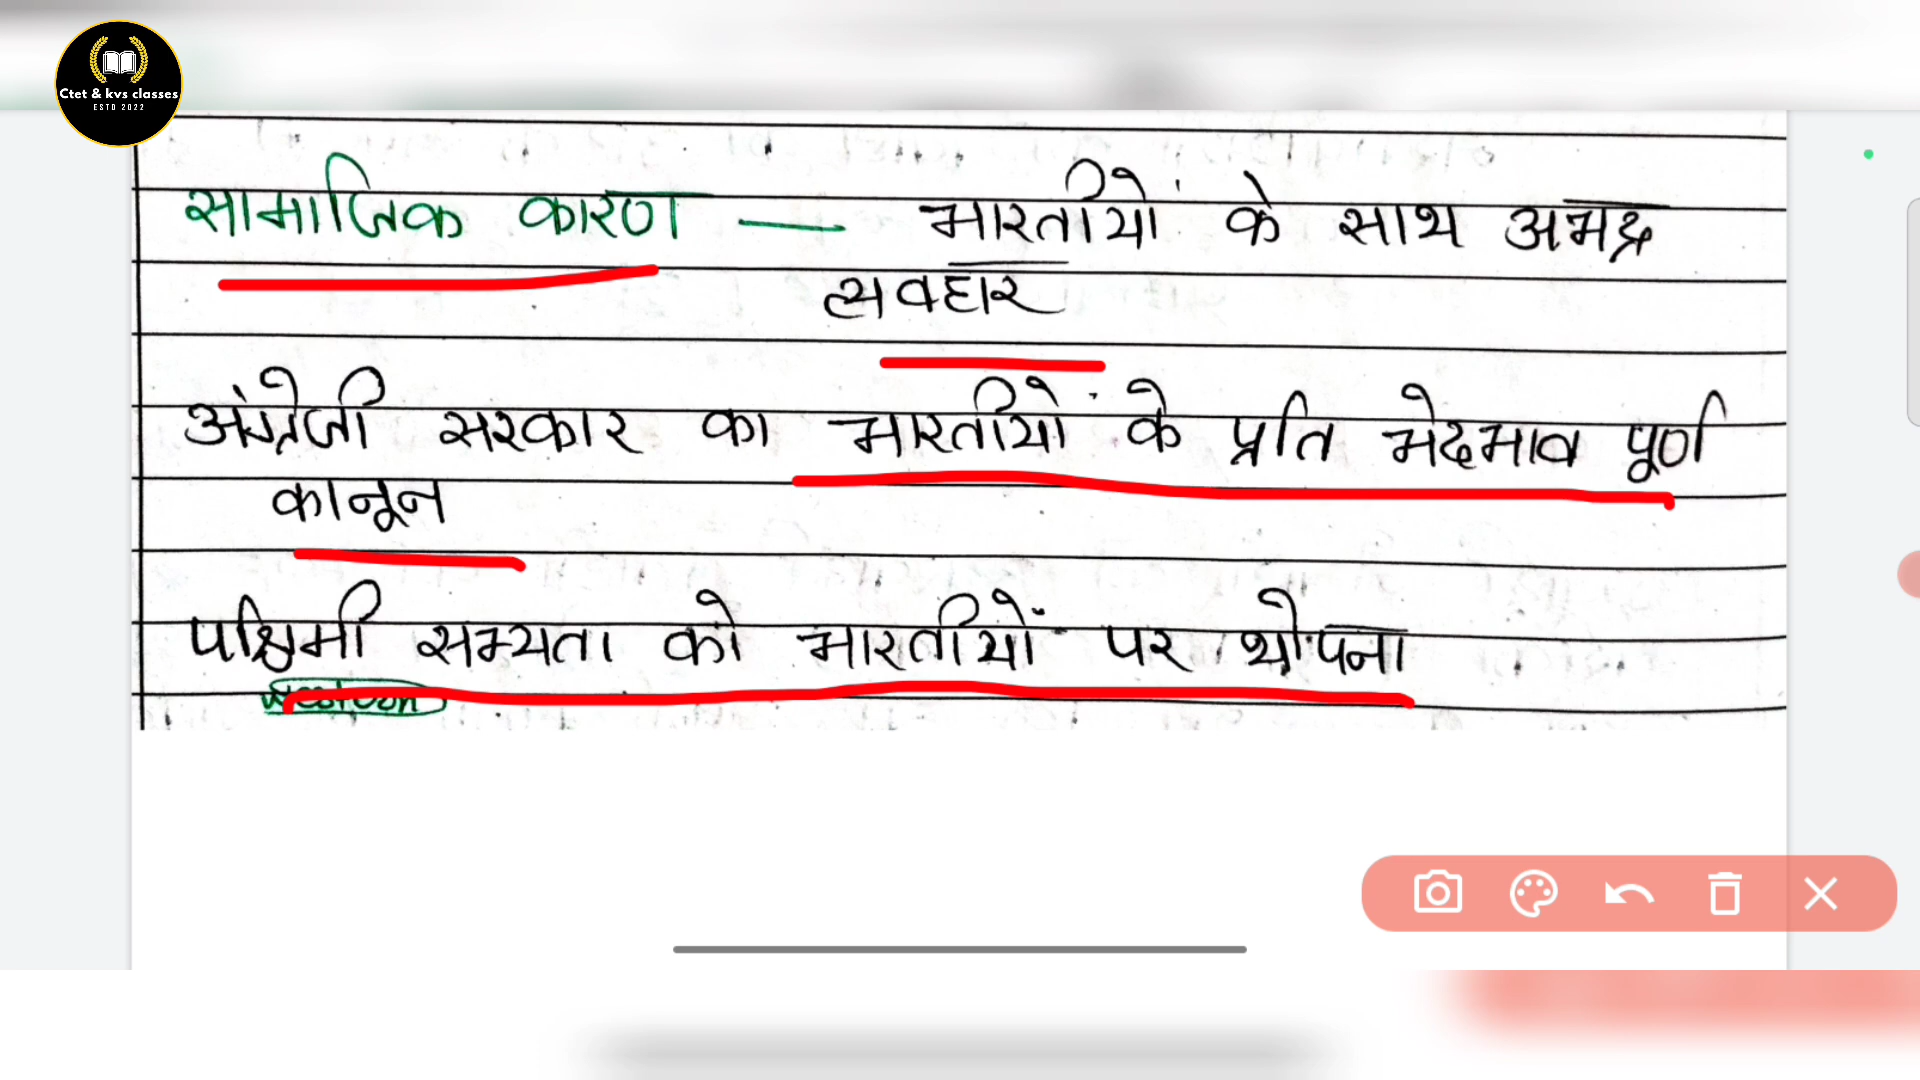 Ctet & kvs classes
ESTD 2022
सामाजिक कारण — भारतीयों के साथ अभद्र
व्यवहार
अंग्रेजी सरकार का भारतीयों के प्रति भेदभाव पूर्ण
कानून
पश्चिमी सभ्यता को भारतीयों पर थोपना